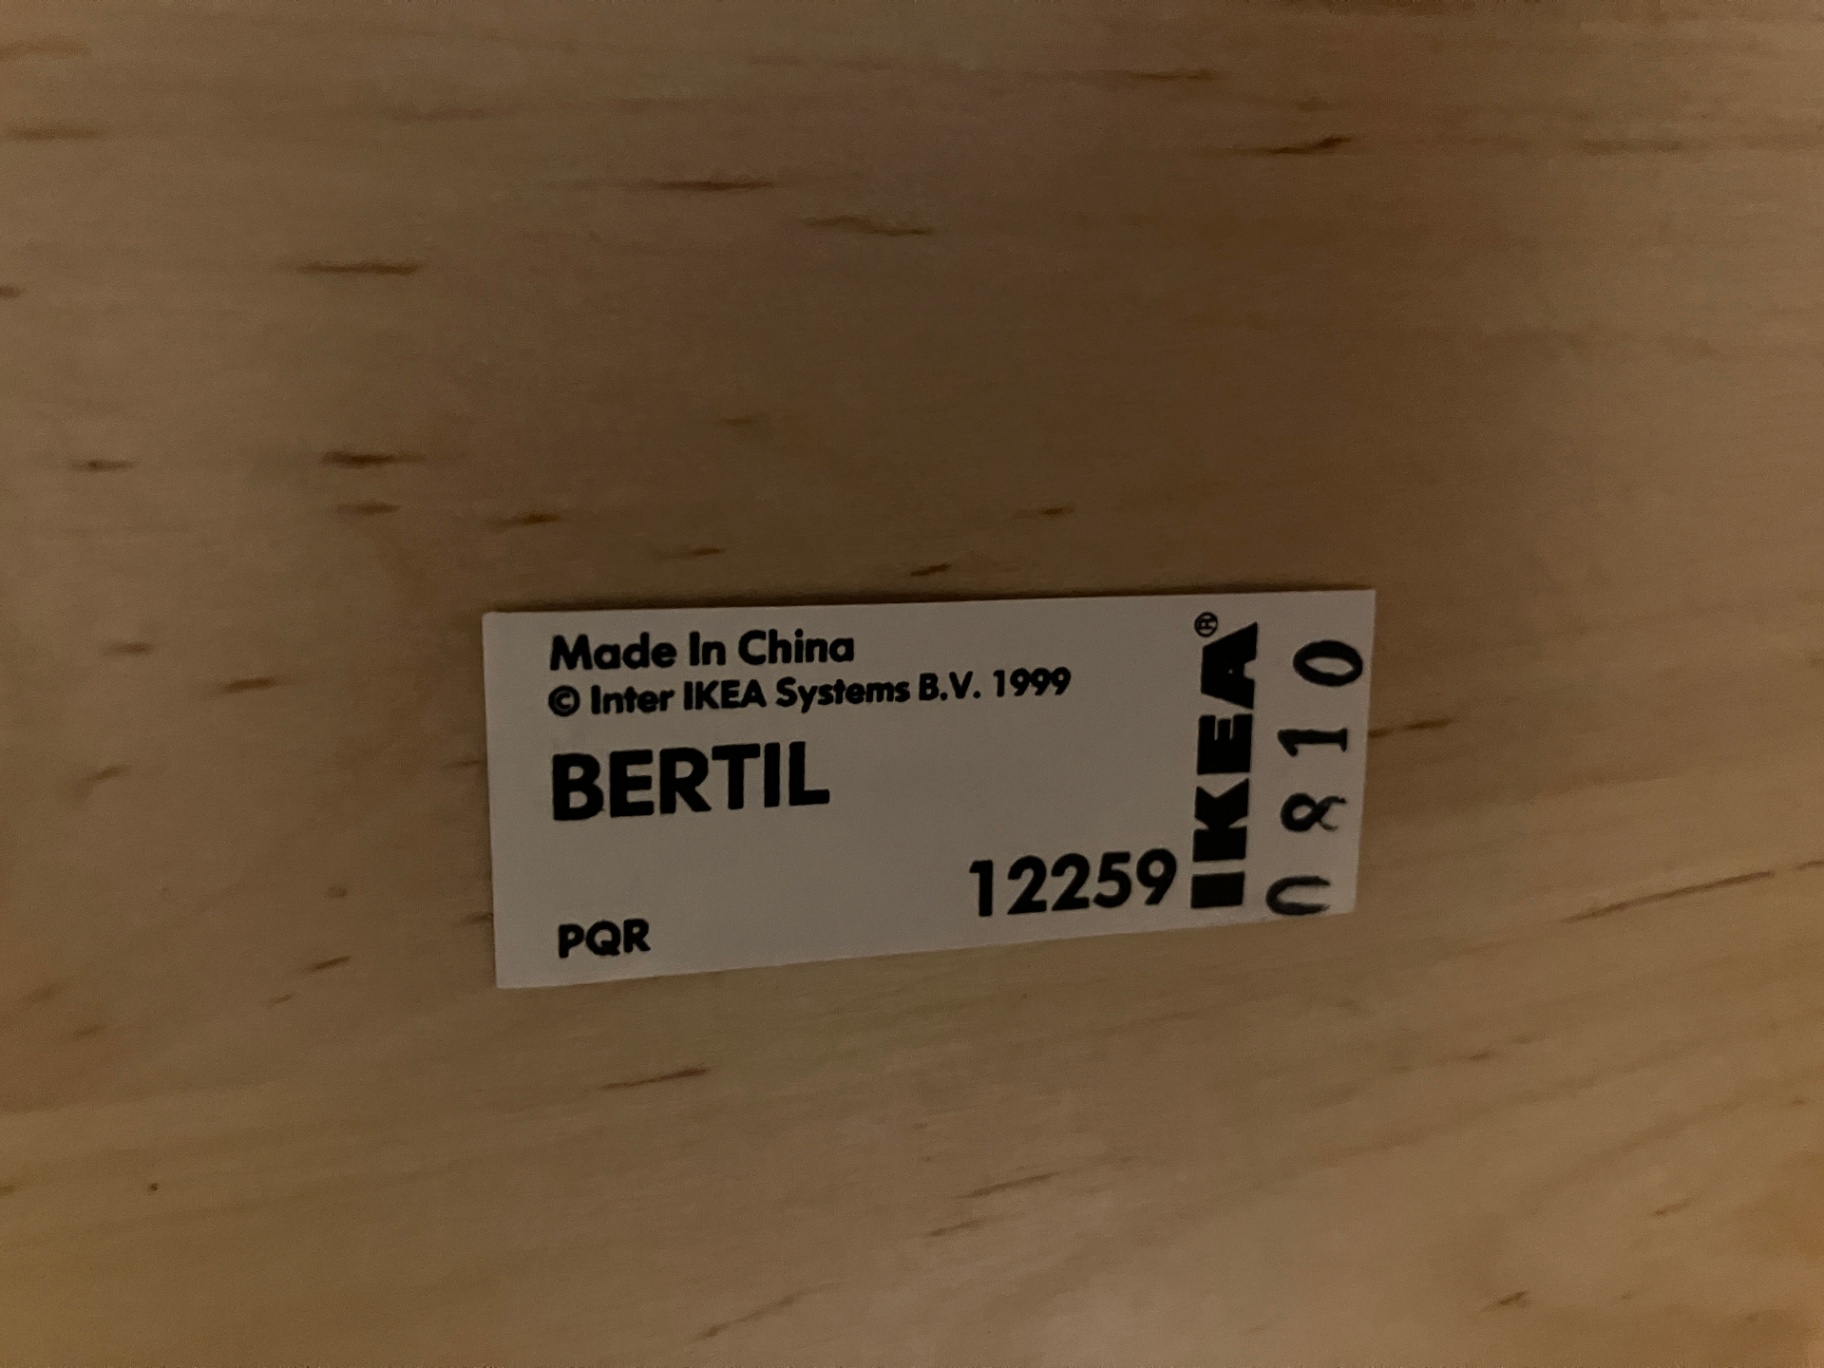 Made In China
© Inter IKEA Systems B.V. 1999
BERTIL
12259
PQR
IKEA®
0810